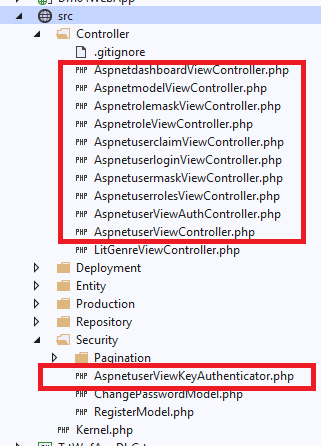 src
Controller
.gitignore
PHP AspnetdashboardViewController.php
PHP AspnetmodelViewController.php
PHP AspnetrolemaskViewController.php
PHP AspnetroleViewController.php
PHP AspnetuserclaimViewController.php
PHP AspnetuserloginViewController.php
PHP AspnetusermaskViewController.php
PHP AspnetuserrolesViewController.php
PHP AspnetuserViewAuthController.php
PHP AspnetuserViewController.php
PHP LitGenreViewController.php
Deployment
Entity
Production
Repository
Security
Pagination
PHP AspnetuserViewKeyAuthenticator.php
PHP ChangePasswordModel.php
PHP RegisterModel.php
PHP Kernel.php